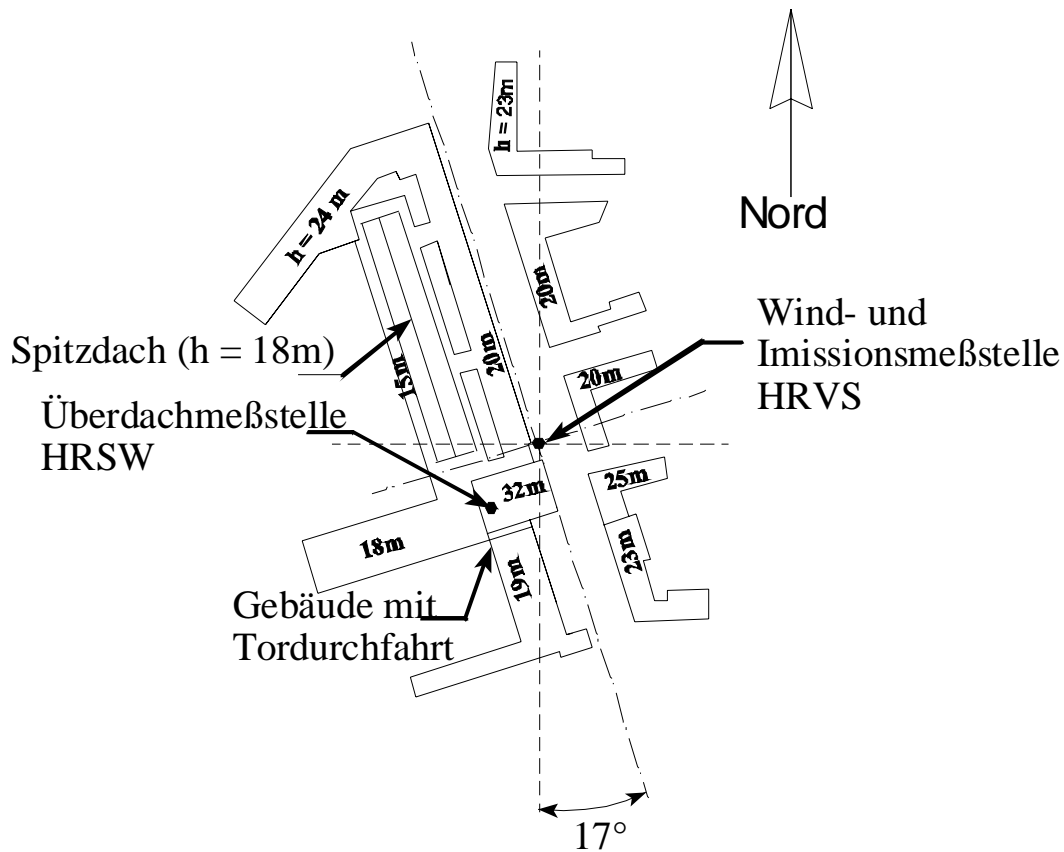 h = 23m
Nord
h = 24 m
20m
Wind- und
Imissionsmeßstelle
HRVS
Spitzdach (h = 18m)
15m
20m
20m
Überdachmeßstelle
HRSW
32m
25m
18m
19m
23m
Gebäude mit
Tordurchfahrt
17°